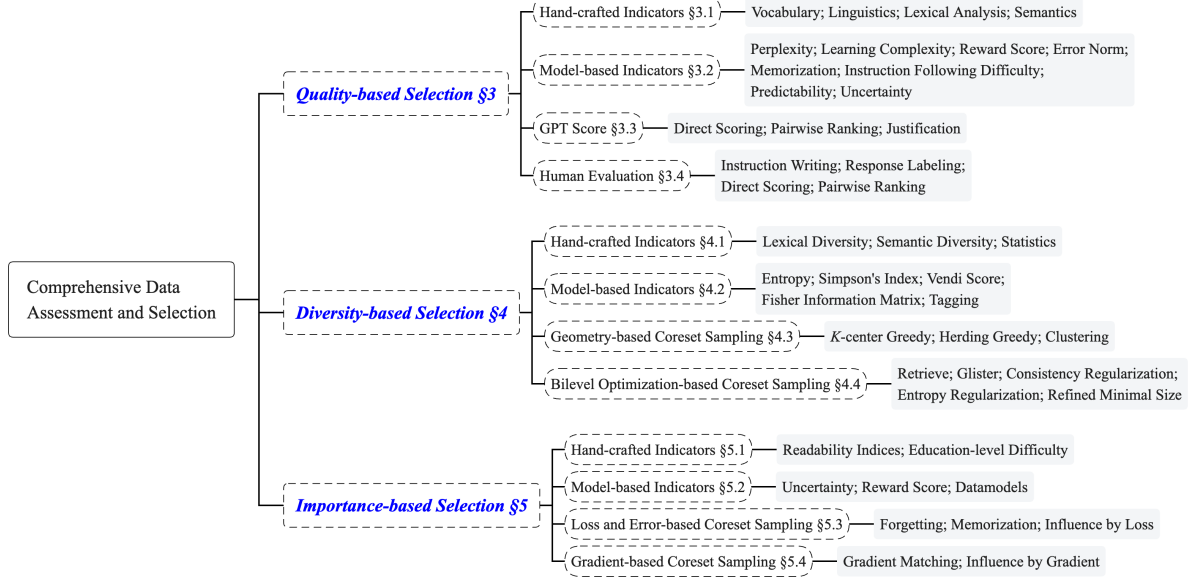 Comprehensive Data
Assessment and Selection
Quality-based Selection §3
Hand-crafted Indicators §3.1
Vocabulary; Linguistics; Lexical Analysis; Semantics
Model-based Indicators §3.2
Perplexity; Learning Complexity; Reward Score; Error Norm;
Memorization; Instruction Following Difficulty;
Predictability; Uncertainty
GPT Score §3.3
Direct Scoring; Pairwise Ranking; Justification
Human Evaluation §3.4
Instruction Writing; Response Labeling;
Direct Scoring; Pairwise Ranking
Diversity-based Selection §4
Hand-crafted Indicators §4.1
Lexical Diversity; Semantic Diversity; Statistics
Model-based Indicators §4.2
Entropy; Simpson's Index; Vendi Score;
Fisher Information Matrix; Tagging
Geometry-based Coreset Sampling §4.3
K-center Greedy; Herding Greedy; Clustering
Bilevel Optimization-based Coreset Sampling §4.4
Retrieve; Glister; Consistency Regularization;
Entropy Regularization; Refined Minimal Size
Importance-based Selection §5
Hand-crafted Indicators §5.1
Readability Indices; Education-level Difficulty
Model-based Indicators §5.2
Uncertainty; Reward Score; Datamodels
Loss and Error-based Coreset Sampling §5.3
Forgetting; Memorization; Influence by Loss
Gradient-based Coreset Sampling §5.4
Gradient Matching; Influence by Gradient